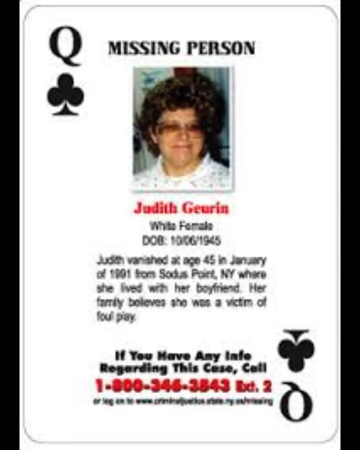 Q
MISSING PERSON
Judith Geurin
White Female
DOB: 10/06/1945
Judith vanished at age 45 in January
of 1991 from Sodus Point, NY where
she lived with her boyfriend. Her
family believes she was a victim of
foul play.
If You Have Any Info
Regarding This Case, Call
1-800-346-3543 Ext. 2
or log on to www.criminaljustice.state.ny.us/missing
Q